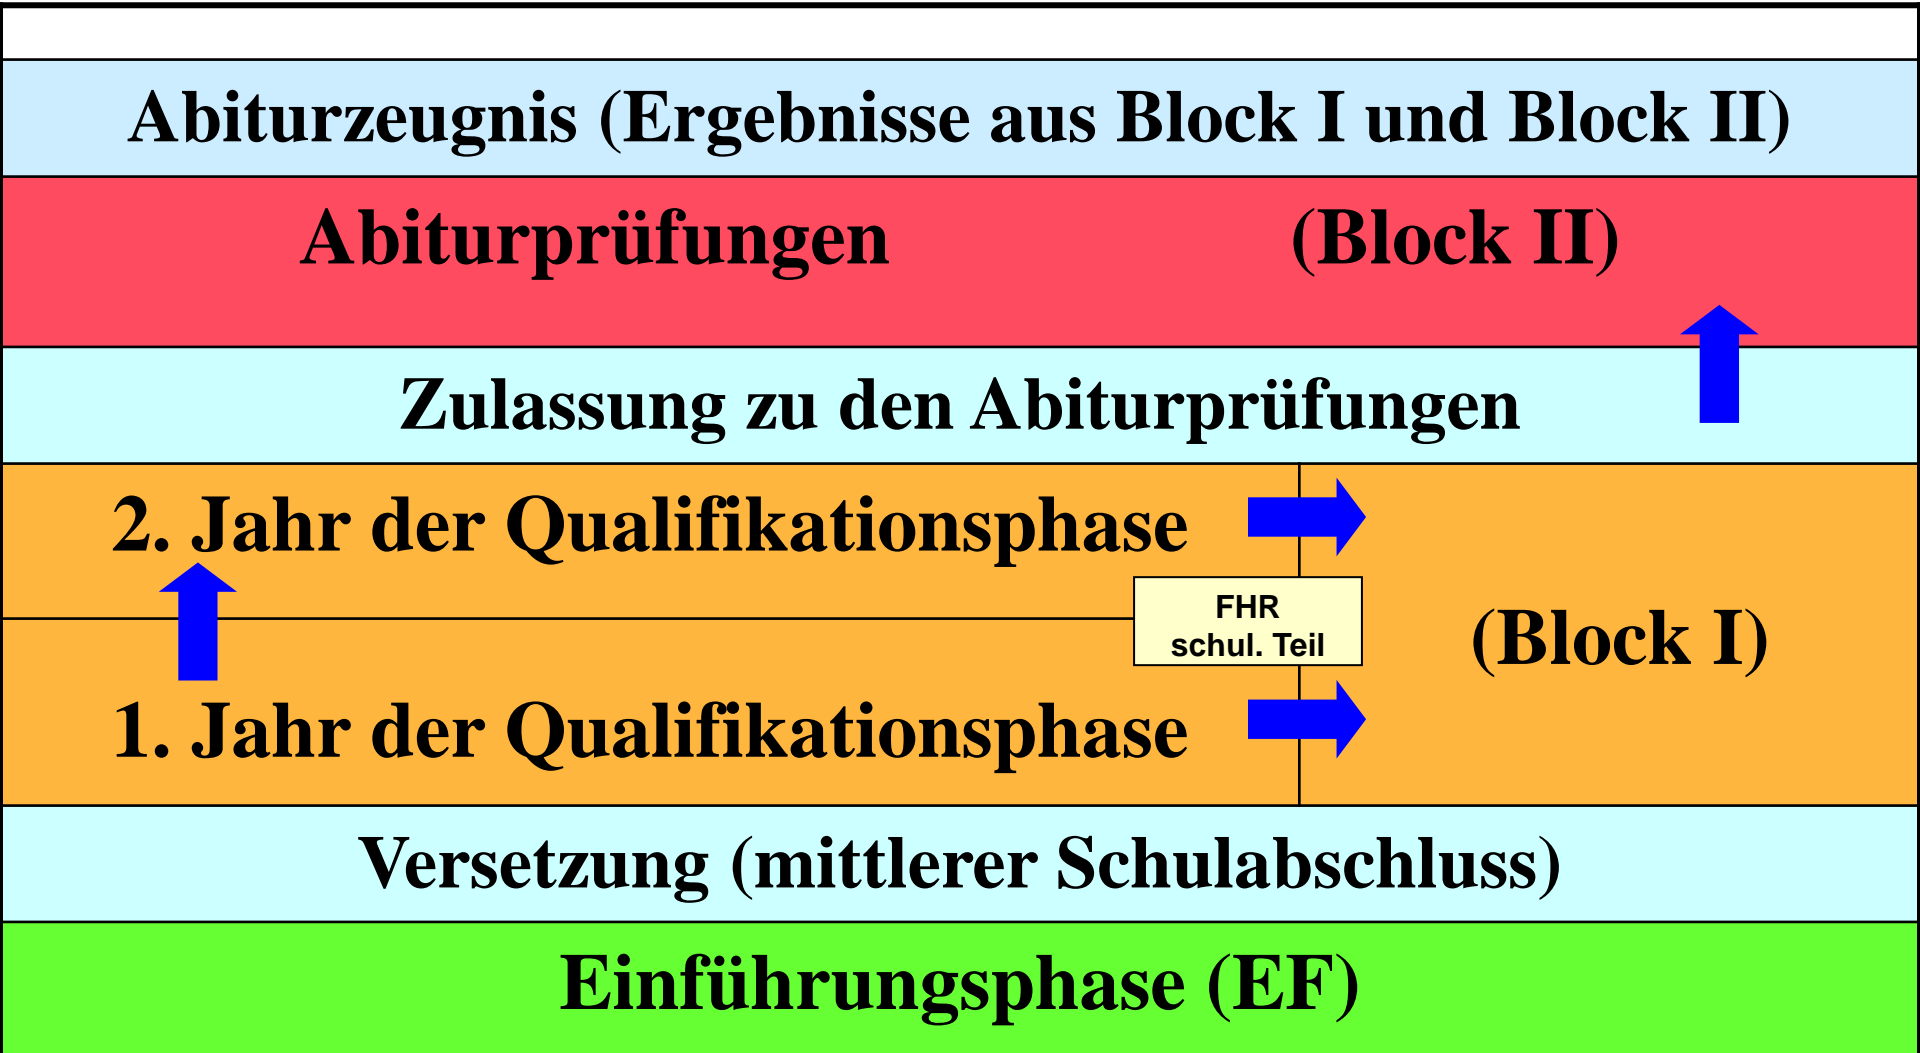 Abiturzeugnis (Ergebnisse aus Block I und Block II)
Abiturprüfungen (Block II)
Zulassung zu den Abiturprüfungen
2. Jahr der Qualifikationsphase
FHR
schul. Teil
(Block I)
1. Jahr der Qualifikationsphase
Versetzung (mittlerer Schulabschluss)
Einführungsphase (EF)